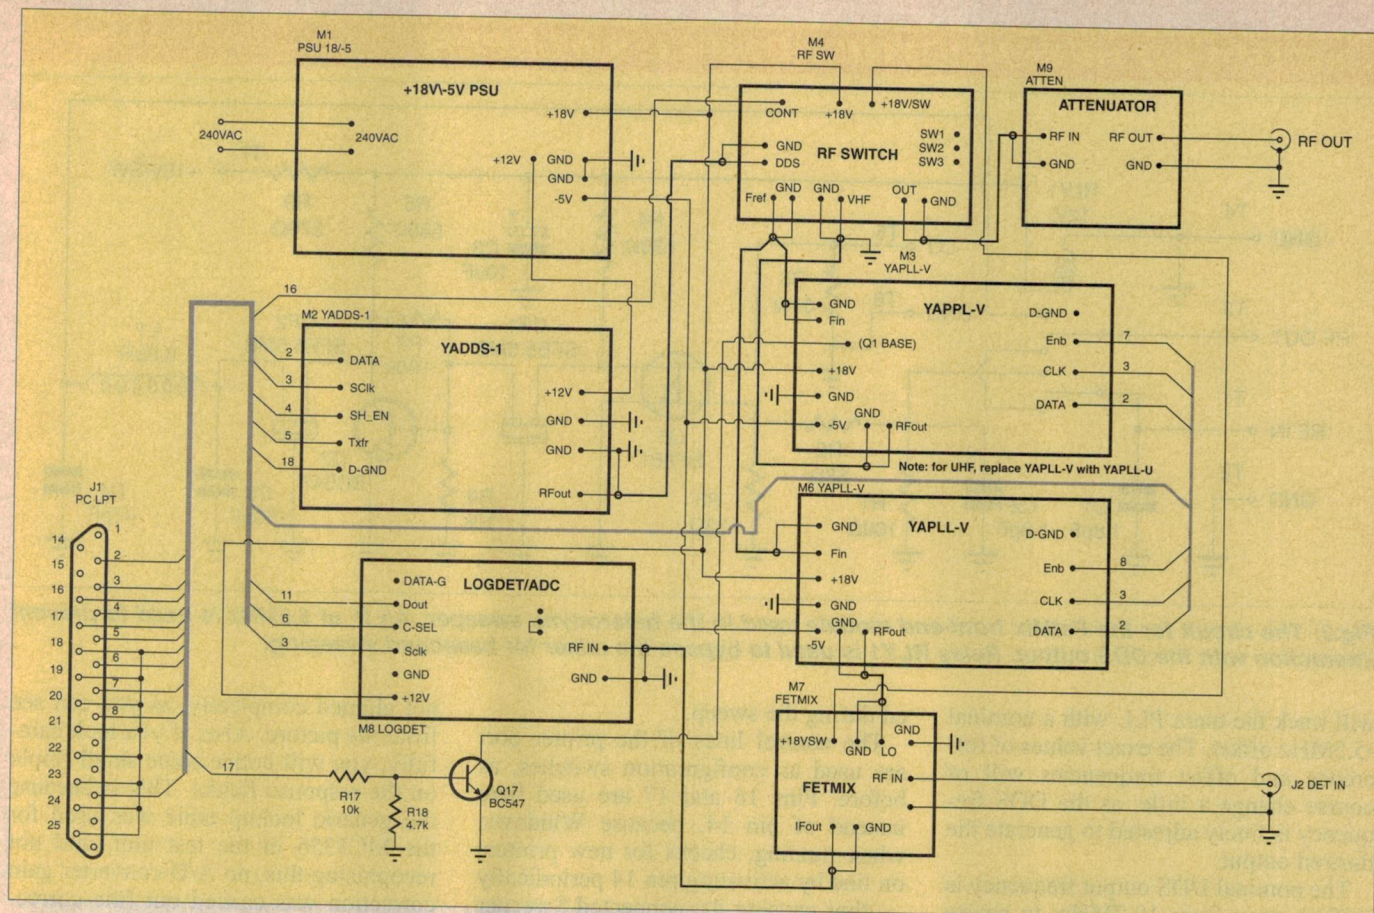 M1
PSU 18/-5
+18V\-5V PSU
240VAC
240VAC
+18V
+12V
GND
GND
-5V
M4
RF SW
CONT
+18V
+18V/SW
GND
DDS
RF SWITCH
SW1
SW2
SW3
Fref
GND
GND
VHF
OUT
GND
M9
ATTEN
ATTENUATOR
RF IN
GND
RF OUT
GND
RF OUT
M3
YAPLL-V
YAPPL-V
GND
Fin
(Q1 BASE)
+18V
GND
-5V
GND
RFout
D-GND
Enb
CLK
DATA
7
3
2
Note: for UHF, replace YAPLL-V with YAPLL-U
16
M2 YADDS-1
YADDS-1
2
DATA
3
SClk
4
SH_EN
5
Txfr
18
D-GND
+12V
GND
GND
RFout
M6 YAPLL-V
YAPLL-V
GND
Fin
+18V
GND
GND
-5V
RFout
D-GND
Enb
CLK
DATA
8
3
J1
PC LPT
1
14
2
15
3
16
4
17
5
18
6
19
7
20
8
21
22
23
24
25
LOGDET/ADC
DATA-G
11
Dout
6
C-SEL
3
Sclk
GND
+12V
RF IN
GND
M8 LOGDET
17
R17
10k
R18
4.7k
Q17
BC547
M7
FETMIX
+18VSW
GND
LO
GND
RF IN
FETMIX
IFout
GND
J2 DET IN